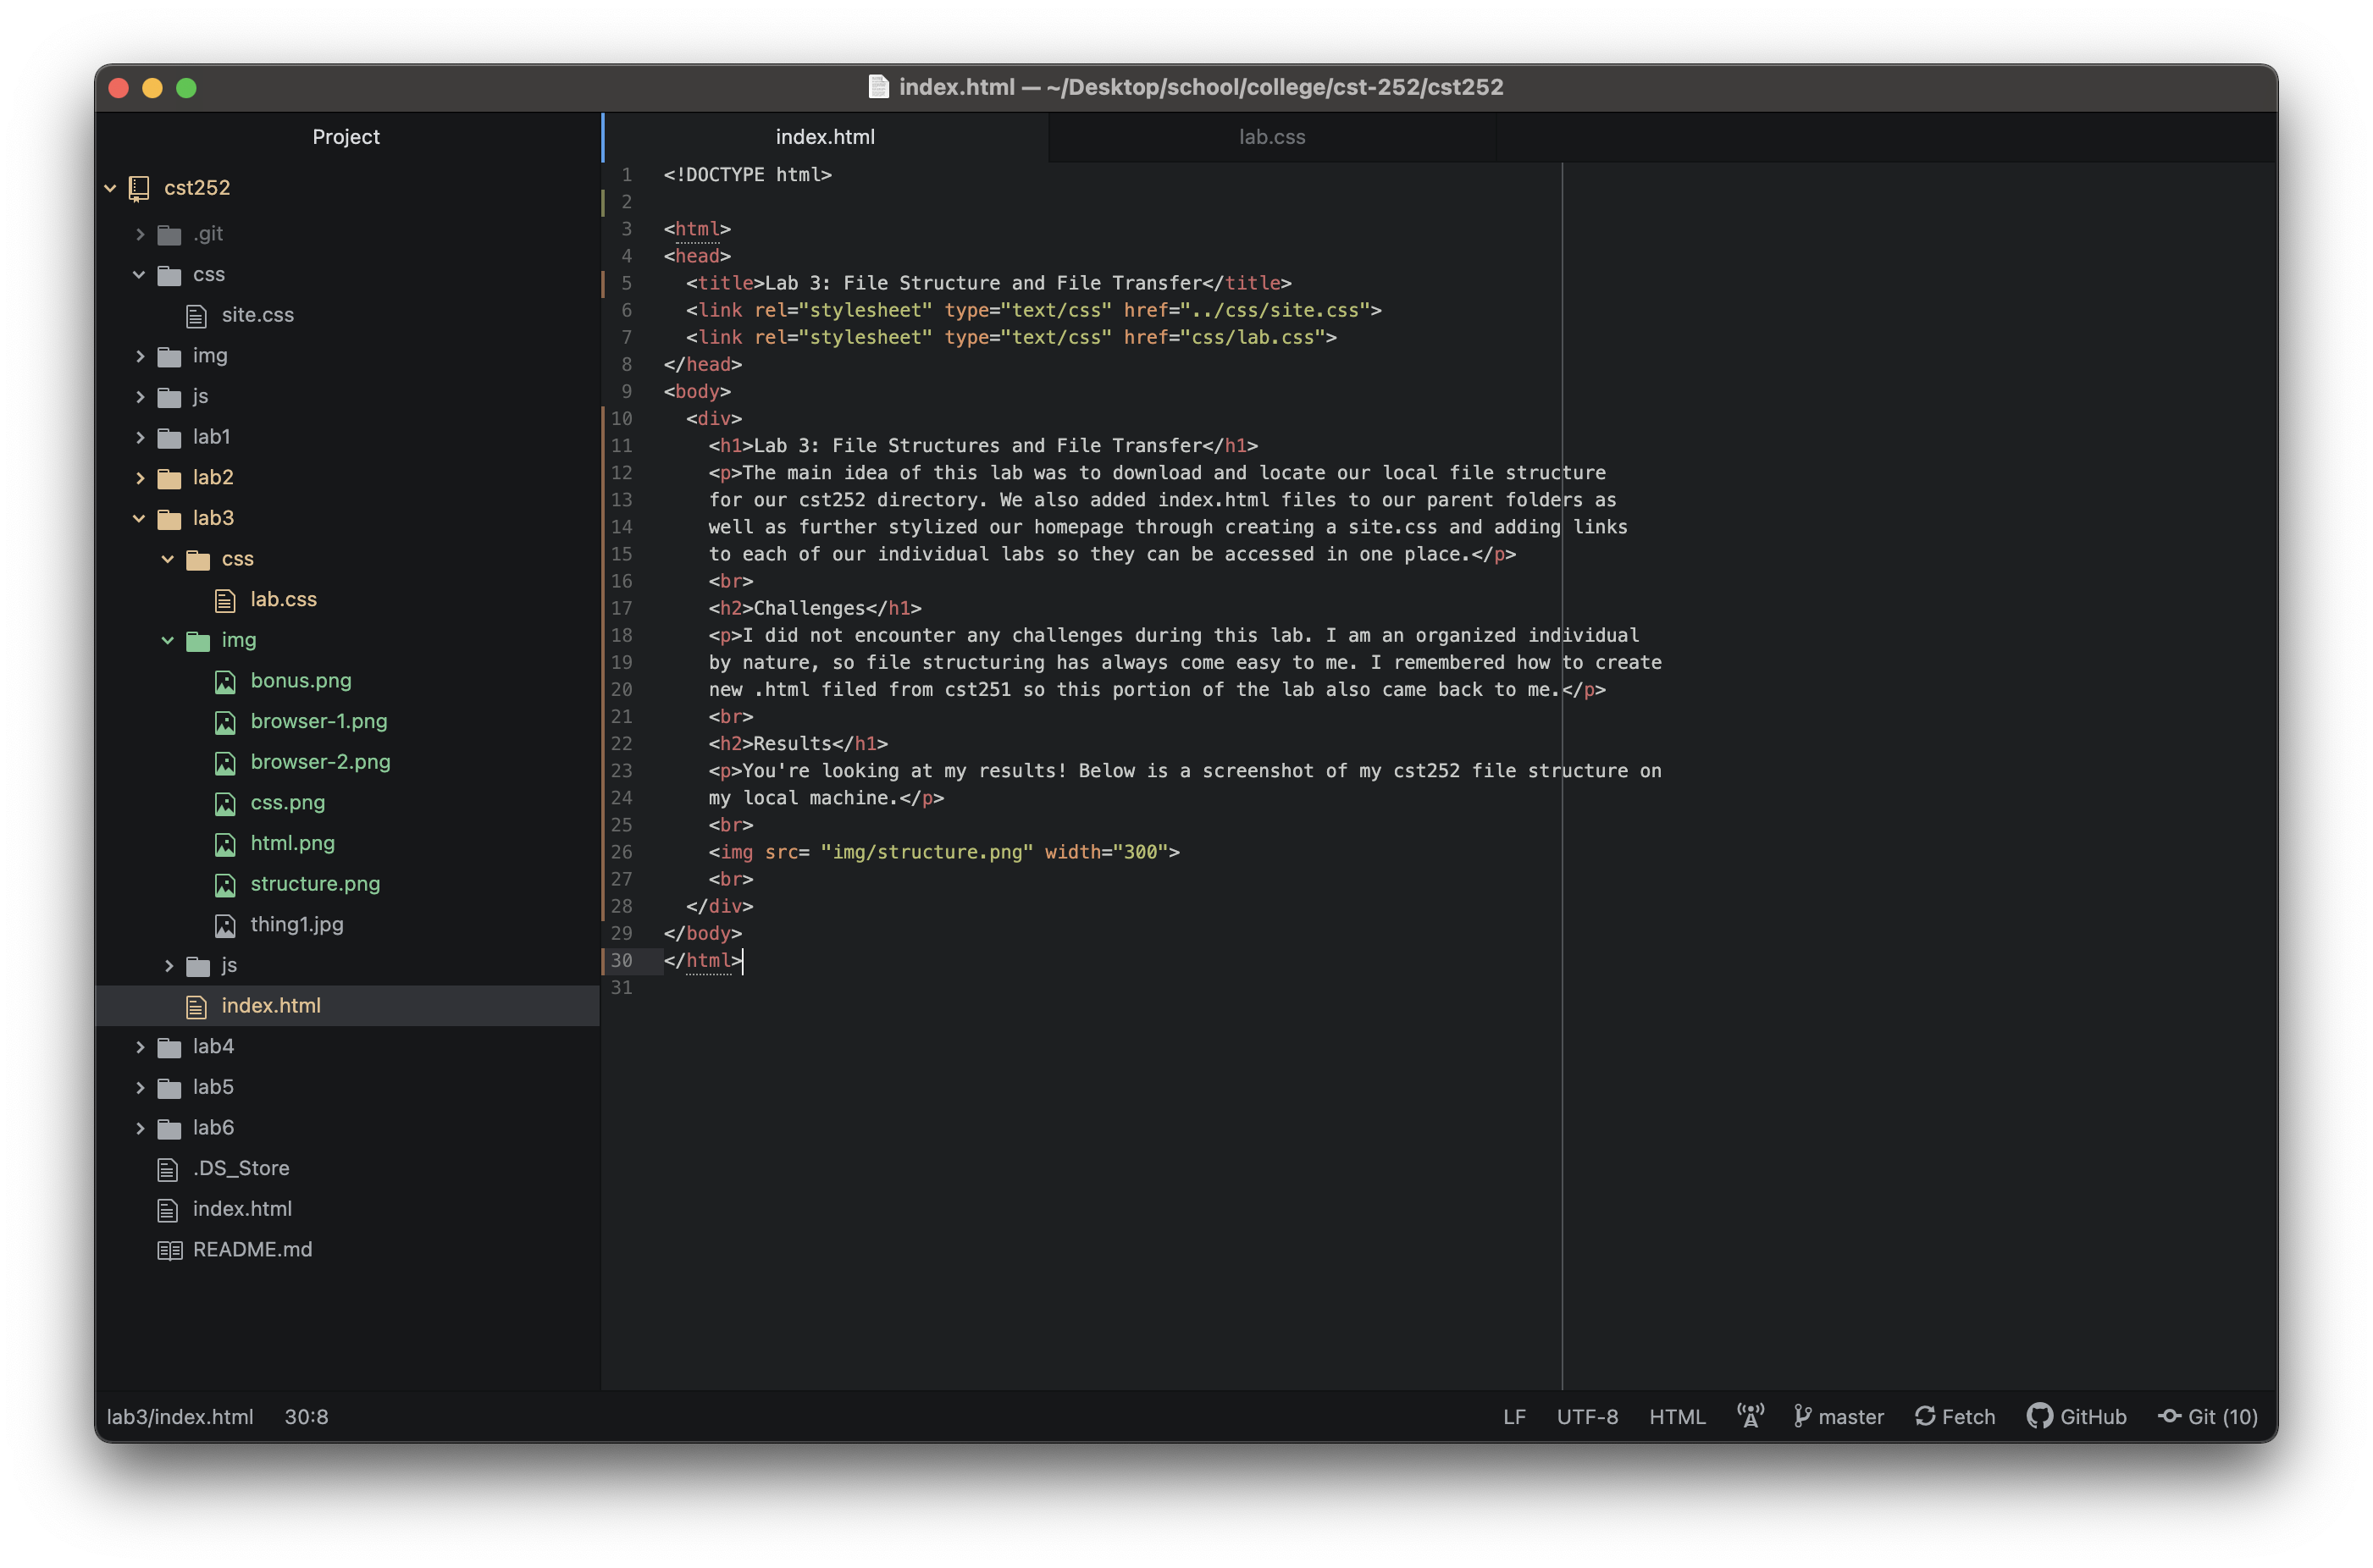 index.html — ~/Desktop/school/college/cst-252/cst252
Project
cst252
.git
css
site.css
img
js
lab1
lab2
lab3
css
lab.css
img
bonus.png
browser-1.png
browser-2.png
css.png
html.png
structure.png
thing1.jpg
js
index.html
lab4
lab5
lab6
.DS_Store
index.html
README.md
index.html lab.css
1 <!DOCTYPE html>
2
3 <html>
4 <head>
5 <title>Lab 3: File Structure and File Transfer</title>
6 <link rel="stylesheet" type="text/css" href="../css/site.css">
7 <link rel="stylesheet" type="text/css" href="css/lab.css">
8 </head>
9 <body>
10 <div>
11 <h1>Lab 3: File Structures and File Transfer</h1>
12 <p>The main idea of this lab was to download and locate our local file structure
13 for our cst252 directory. We also added index.html files to our parent folders as
14 well as further stylized our homepage through creating a site.css and adding links
15 to each of our individual labs so they can be accessed in one place.</p>
16 <br>
17 <h2>Challenges</h1>
18 <p>I did not encounter any challenges during this lab. I am an organized individual
19 by nature, so file structuring has always come easy to me. I remembered how to create
20 new .html filed from cst251 so this portion of the lab also came back to me.</p>
21 <br>
22 <h2>Results</h1>
23 <p>You're looking at my results! Below is a screenshot of my cst252 file structure on
24 my local machine.</p>
25 <br>
26 <img src= "img/structure.png" width="300">
27 <br>
28 </div>
29 </body>
30 </html>
31
lab3/index.html 30:8 LF UTF-8 HTML master Fetch GitHub Git (10)